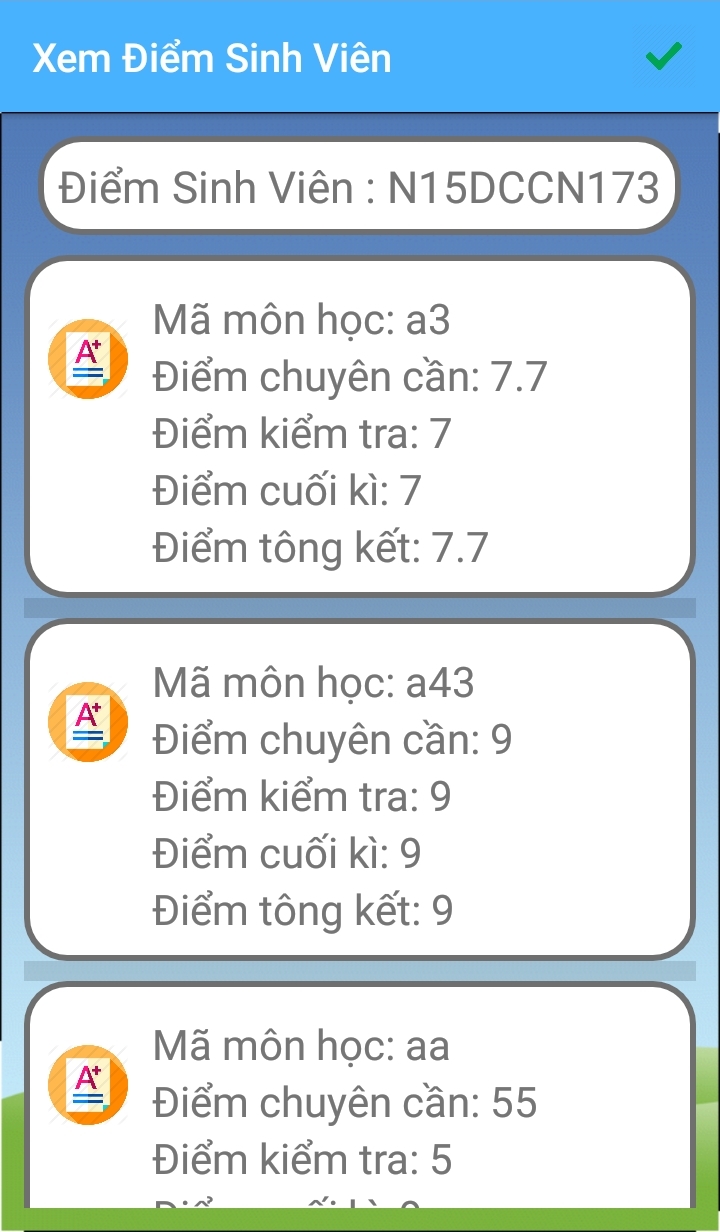 Xem Điểm Sinh Viên
Điểm Sinh Viên : N15DCCN173
Mã môn học: a3
Điểm chuyên cần: 7.7
Điểm kiểm tra: 7
Điểm cuối kì: 7
Điểm tông kết: 7.7
Mã môn học: a43
Điểm chuyên cần: 9
Điểm kiểm tra: 9
Điểm cuối kì: 9
Điểm tông kết: 9
Mã môn học: aa
Điểm chuyên cần: 55
Điểm kiểm tra: 5